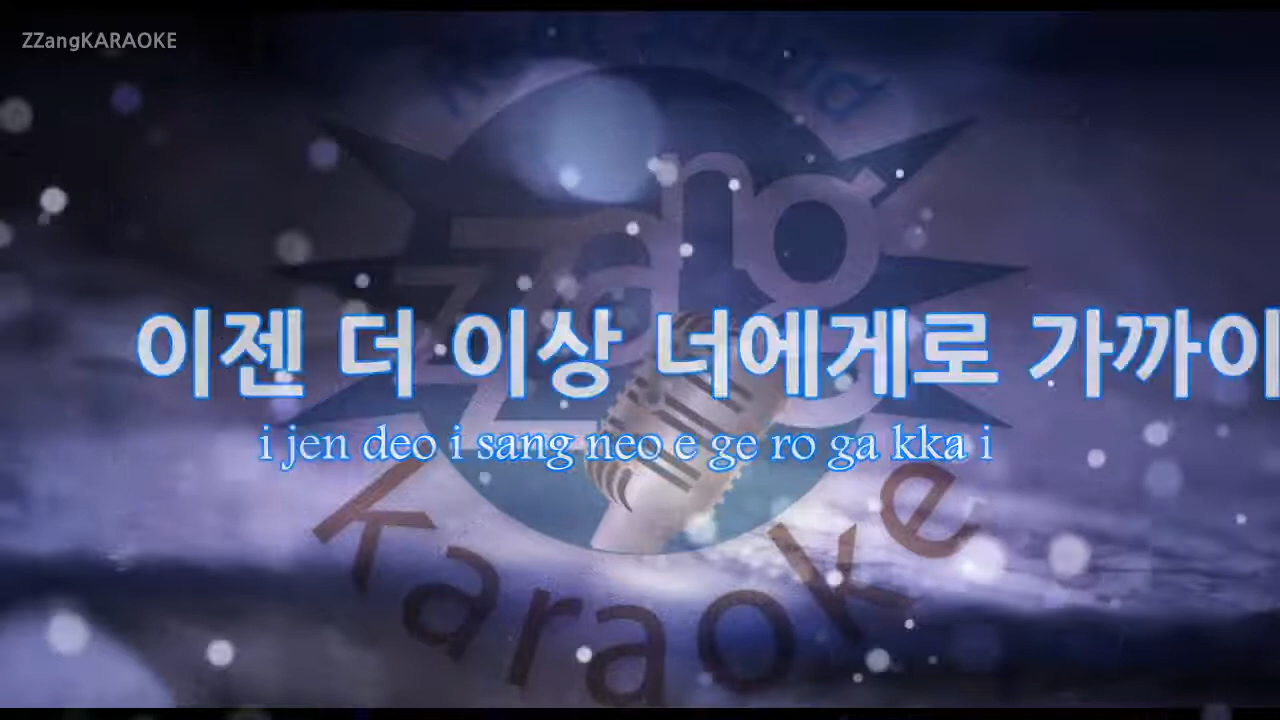 ZZangKARAOKE
zzang
이젠 더 이상 너에게로 가까이
i jen deo i sang neo e ge ro ga kka i
karaoke